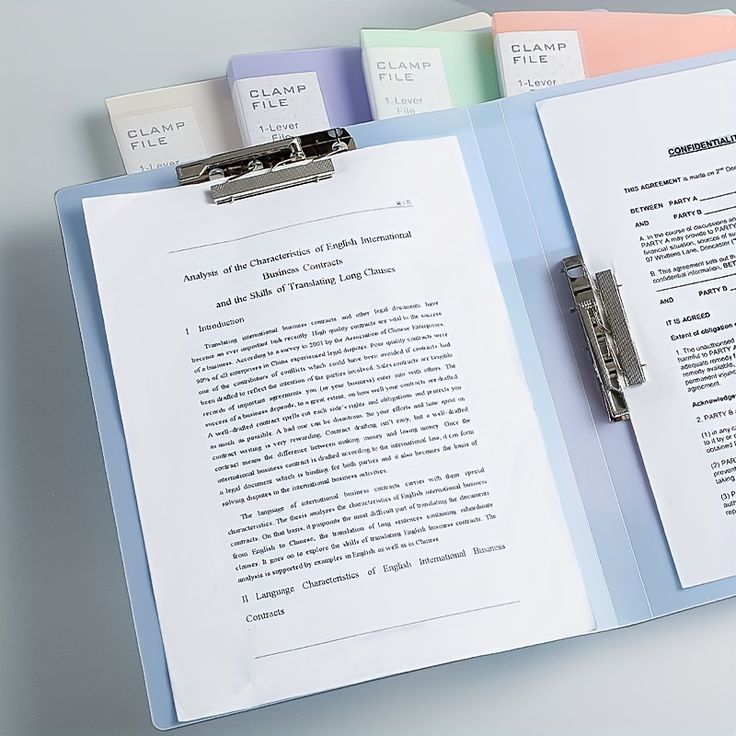 CLAMP
FILE
1-Lever
File
CLAMP
FILE
1-Lever
File
CLAMP
FILE
1-Lever
File
CLAMP
FILE
1-Lever
File
Analysis of the Characteristics of English International
Business Contracts
and the Skills of Translating Long Clauses
I Introduction
Translating international business contracts and other legal documents have
become an ever important task recently. High quality contracts are vital to the success
of a business. According to a survey in 2001 by the Association of Chinese Enterprises,
90% of all enterprises in China experienced legal disputes. Poor quality contracts were
one of the contributors of conflicts which could have been avoided if contracts had
been drafted to reflect the intention of the parties involved. Sales contracts are tangible
records of important agreements you (or your business) enter into with others. The
success of a business depends, to a great extent, on how well your contracts are drafted.
A well-drafted contract spells out each side's rights and obligations and protects you
as much as possible. A bad one can be disastrous. So your efforts and time spent on
contract writing is very rewarding. Contract drafting isn't easy, but a well-drafted
contract means the difference between making money and losing money. Once the
international business contract is drafted according to the international law, it can form
a legal document which is binding for both parties and it also becomes the basis of
solving disputes in the international business activities.
The language of international business contracts carries with them special
characteristics. The thesis analyzes the characteristics of English international business
contracts. On that basis, it pinpoints the most difficult part of translating the documents
from English to Chinese, the translation of long sentences containing subordinate
clauses. It goes on to explore the skills of translating English business contracts. The
analysis is supported by examples in English as well as in Chinese.
II Language Characteristics of English International Business
Contracts
CONFIDENTIALIT
THIS AGREEMENT is made on 2nd Dec
BETWEEN PARTY A
AND PARTY B
A. In the course of discussions an
PARTY A may provide to PARTY
financial situation, sources of su
97 Whitbers Lane, Doncaster
B. This agreement sets out th
confidential information, BET
AND PARTY B
IT IS AGREED
Extent of obligation
1. The unauthorised
harmful to PARTY A
adequate remedy f
remedy available,
permanent injunc
Acknowledge
2. PARTY B a
(1) in any ca
to it by or o
obtained
(2) PAR
preven
taking
(3) P
auth
rep